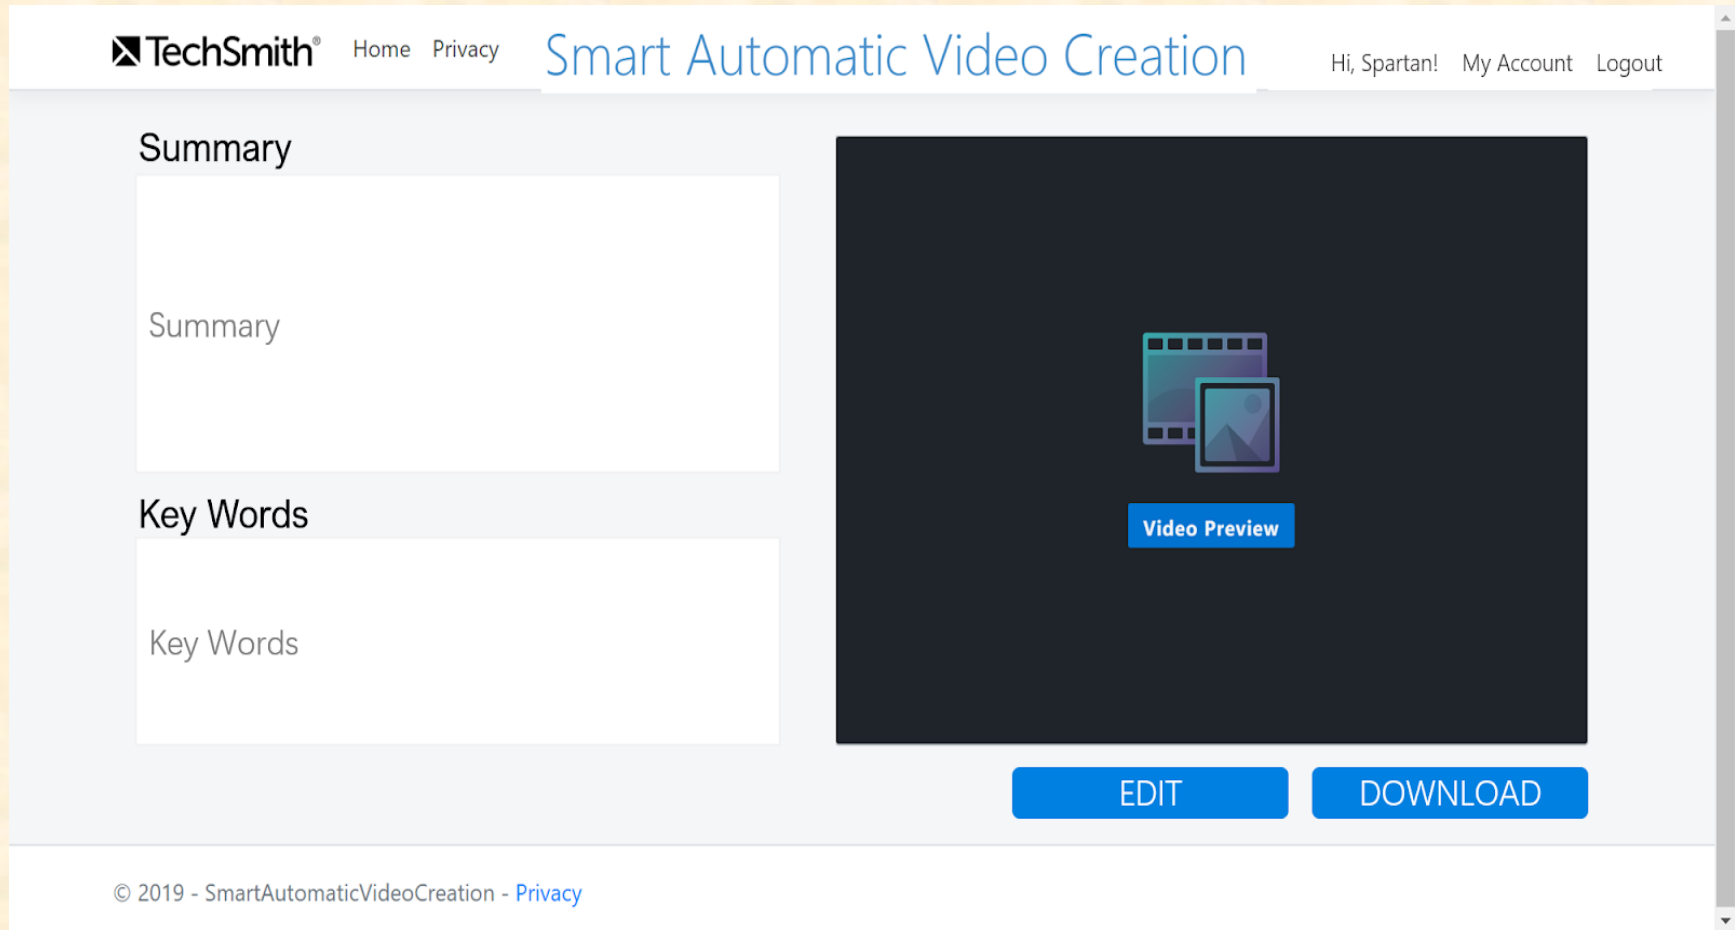 TechSmith® Home Privacy Smart Automatic Video Creation Hi, Spartan! My Account Logout
Summary
Summary
Key Words
Key Words
Video Preview
EDIT DOWNLOAD
© 2019 - SmartAutomaticVideoCreation - Privacy